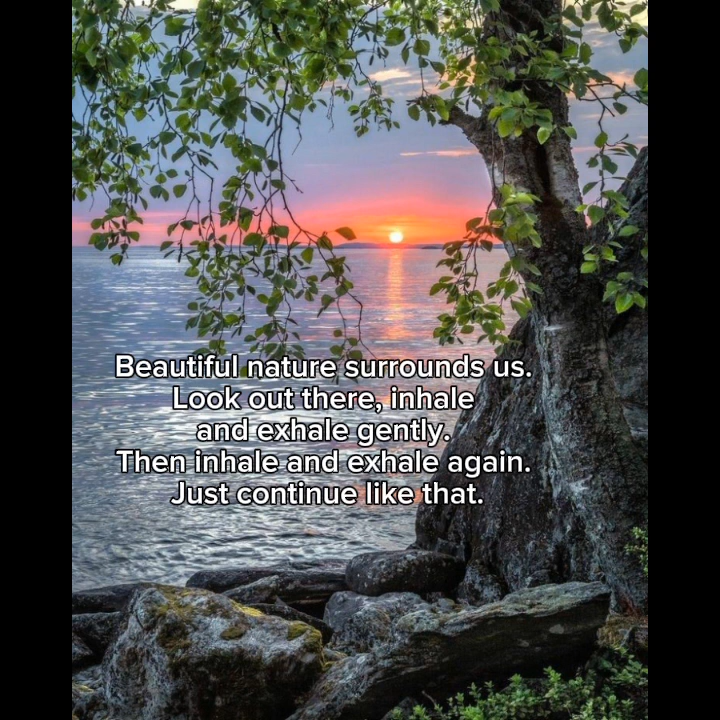 Beautiful nature surrounds us.
Look out there, inhale
and exhale gently.
Then inhale and exhale again.
Just continue like that.